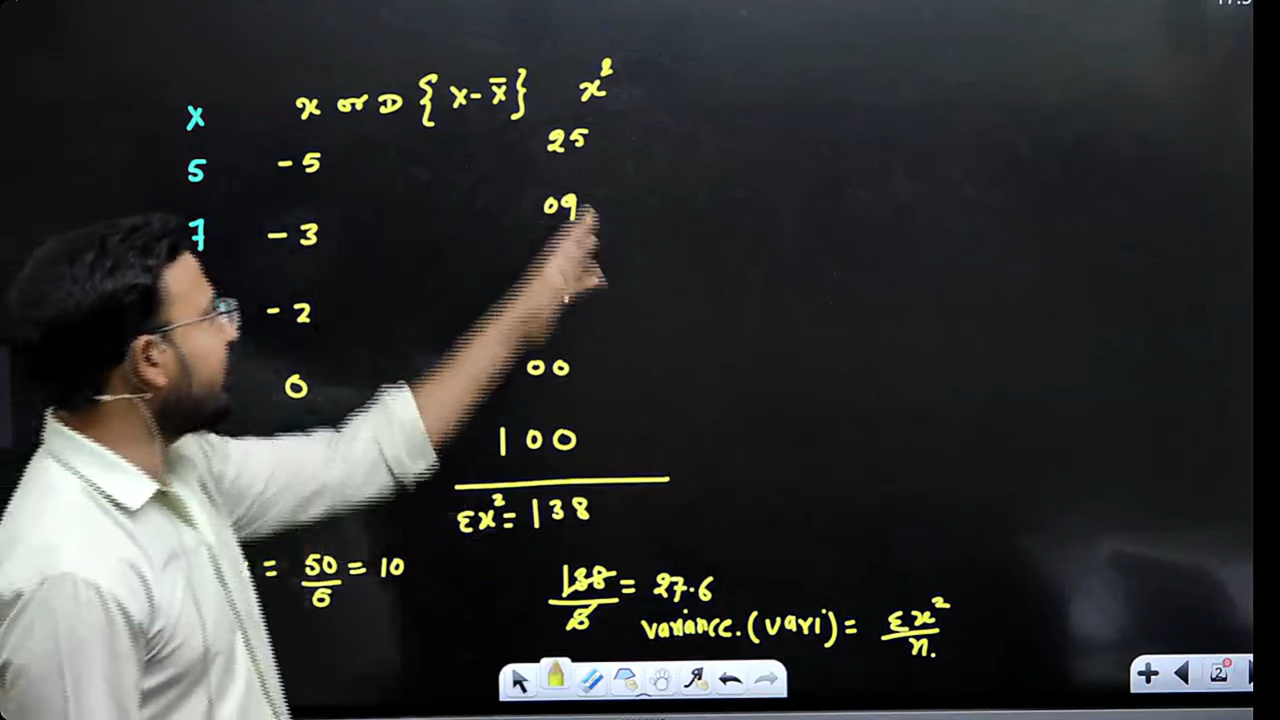 X x or D { X - X̄ } x²
5 -5 25
7 -3 09
-2
0 00
100
Σx² = 138
= 50/5 = 10
138/5 = 27.6
variance. (vari) = Σx²/n.
2